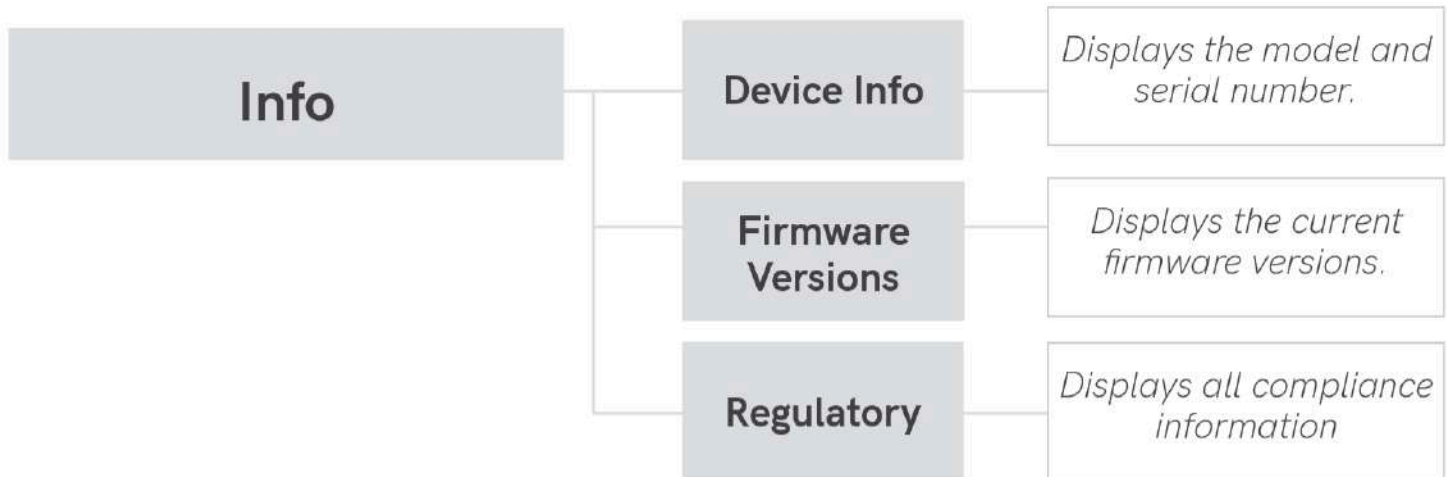 Info
Device Info
Displays the model and
serial number.
Firmware
Versions
Displays the current
firmware versions.
Regulatory
Displays all compliance
information